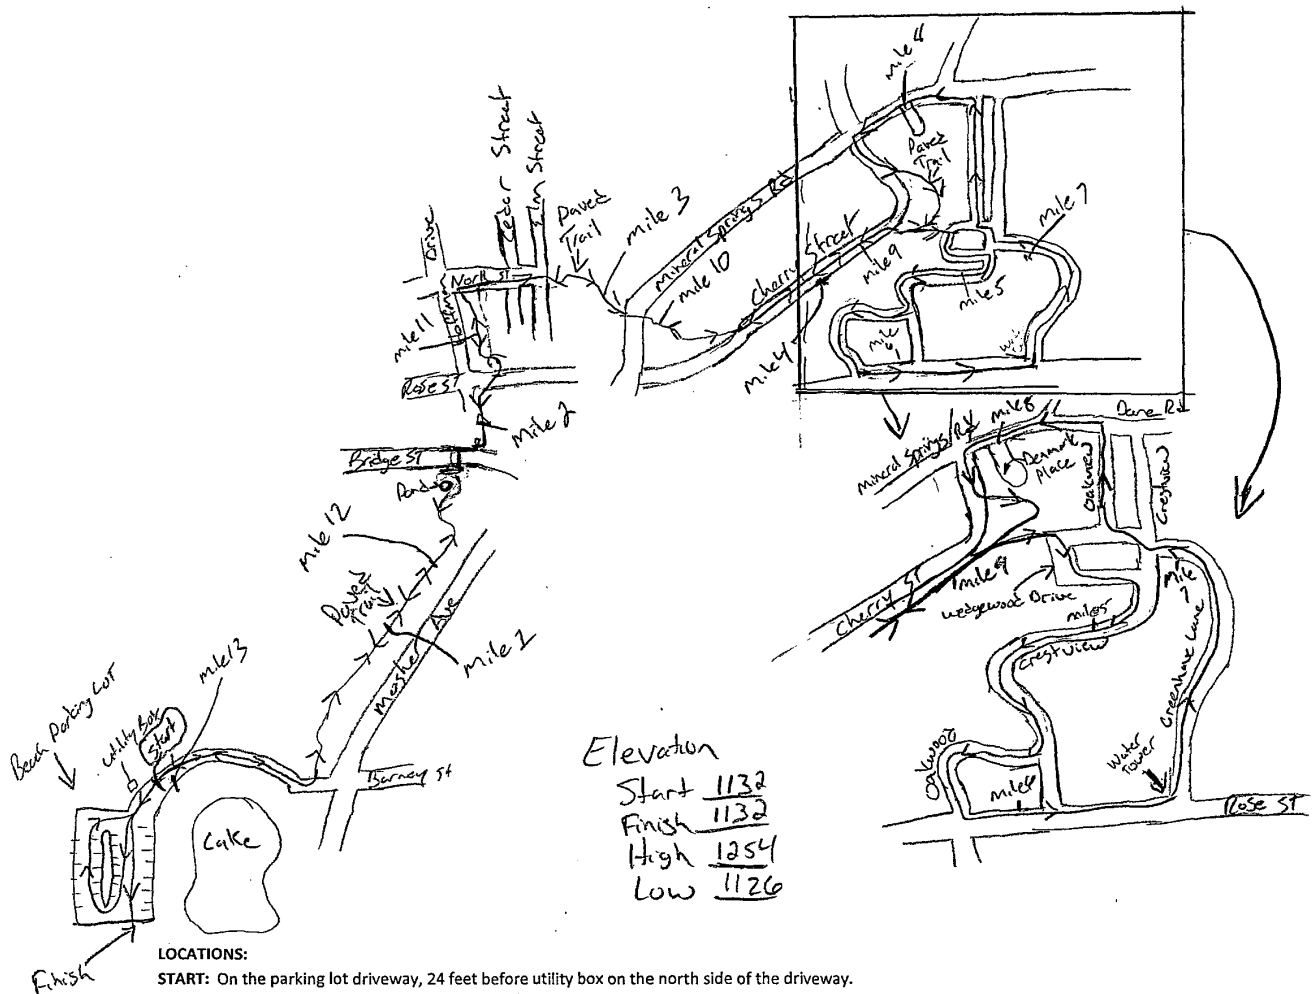 Mile 8
Paved
Trail
Mile 7
Cedar Street
Elm Street
Paved
Trail
Mile 3
Mineral Springs Rd
Mile 10
Cherry Street
Mile 9
Mile 5
Mile 4
Mile 6
Drive
North St
Hoffman
Mile 11
Rose St
Mile 2
Bridge St
Pond
Mile 12
Paved
Trail
Mosher Ave
Mile 1
Mile 13
Beach Parking Lot
Utility Box
Start
Barney St
Lake
Finish
Mineral Springs Rd
Mile 8
Dane Rd
Denmark
Place
Oakview
Crestview
Cherry St
Mile 9
Wedgewood Drive
Mile 5
Crestview
Mile 7
Greenhave Lane
Water
Tower
Oakwood
Mile 6
Rose St
Elevation
Start 1132
Finish 1132
High 1254
Low 1126
LOCATIONS:
START: On the parking lot driveway, 24 feet before utility box on the north side of the driveway.